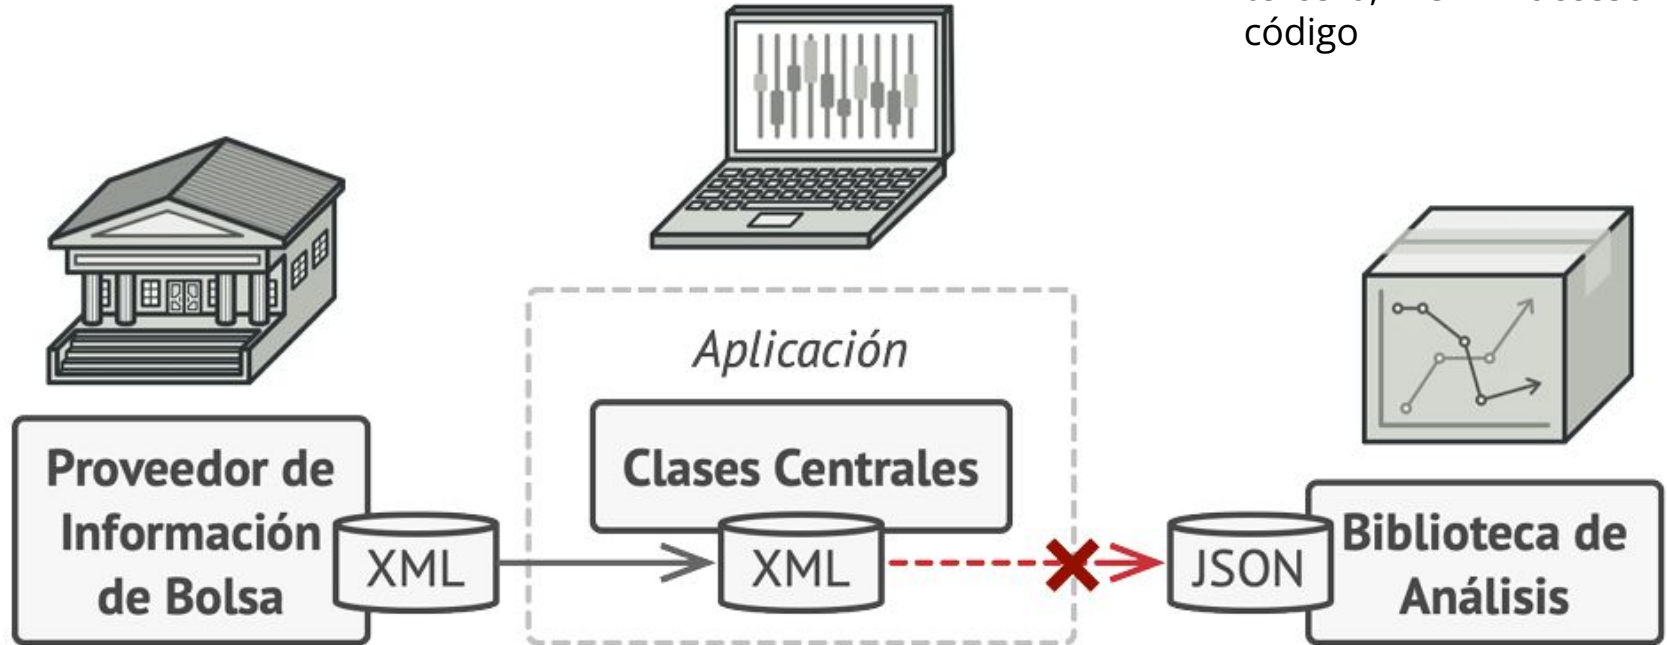 código
Aplicación
Proveedor de
Información
de Bolsa
XML
Clases Centrales
XML
JSON
Biblioteca de
Análisis